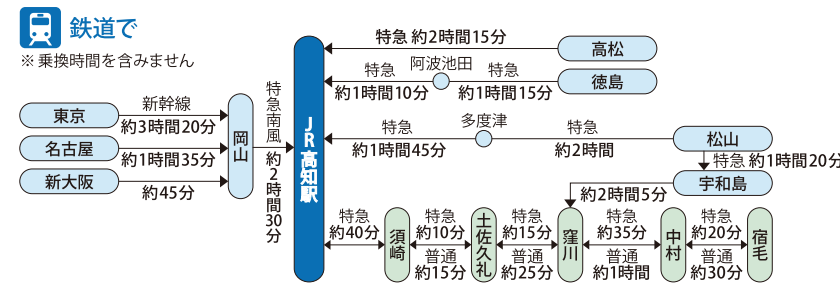 鉄道で
※ 乗換時間を含みません
東京
新幹線
約3時間20分
名古屋
約1時間35分
新大阪
約45分
岡山
特急南風
約2時間30分
JR高知駅
特急 約2時間15分
高松
特急
約1時間10分
阿波池田
特急
約1時間15分
徳島
特急
約1時間45分
多度津
特急
約2時間
松山
特急 約1時間20分
宇和島
約2時間5分
特急
約40分
須崎
特急
約10分
普通
約15分
土佐久礼
特急
約15分
普通
約25分
窪川
特急
約35分
普通
約1時間
中村
特急
約20分
普通
約30分
宿毛